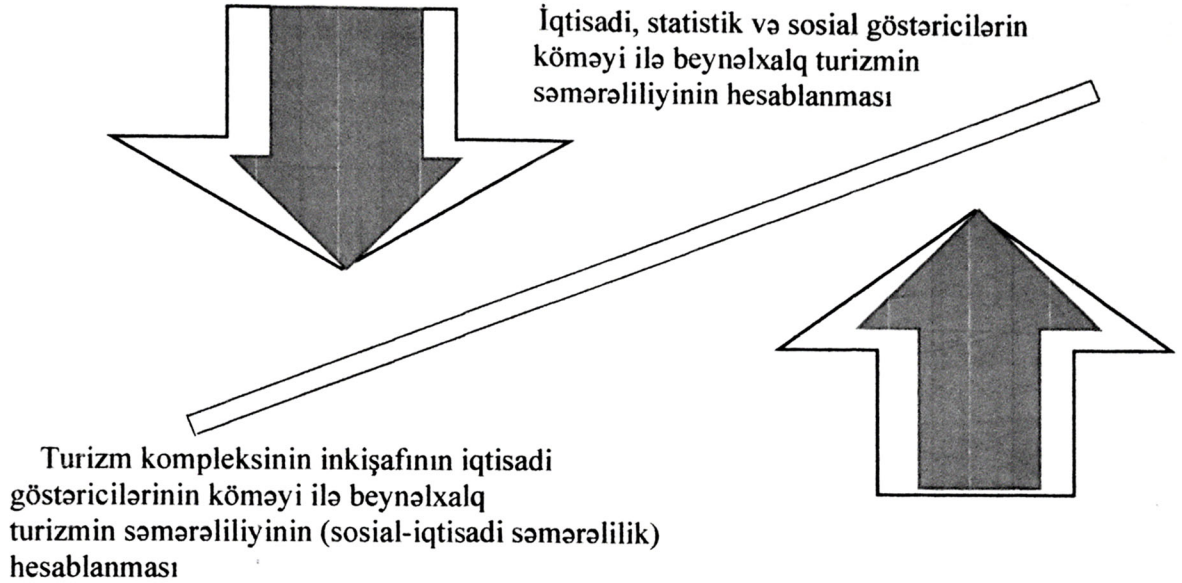 İqtisadi, statistik və sosial göstəricilərin
köməyi ilə beynəlxalq turizmin
səmərəliliyinin hesablanması
Turizm kompleksinin inkişafının iqtisadi
göstəricilərinin köməyi ilə beynəlxalq
turizmin səmərəliliyinin (sosial-iqtisadi səmərəlilik)
hesablanması